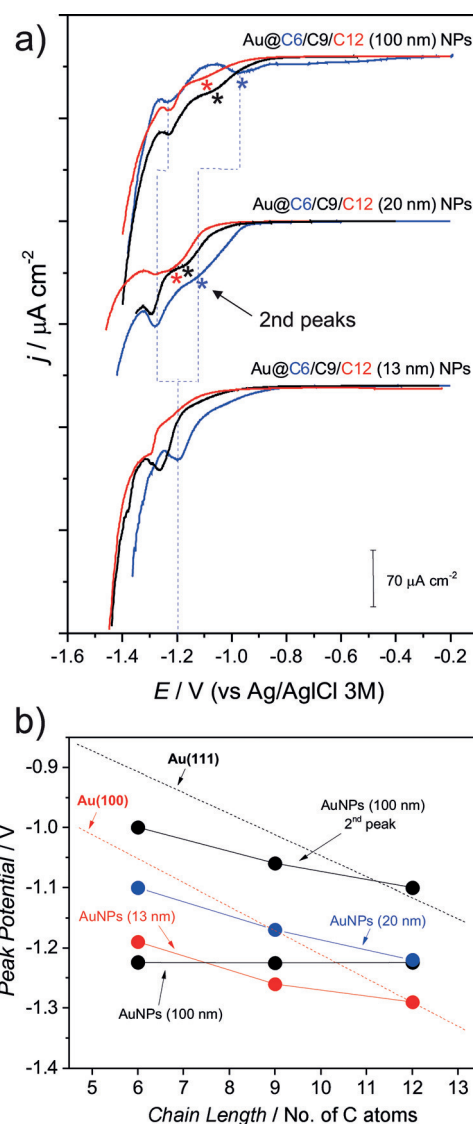 a)
Au@C6/C9/C12 (100 nm) NPs
* * *
Au@C6/C9/C12 (20 nm) NPs
* * *
2nd peaks
Au@C6/C9/C12 (13 nm) NPs
70 µA cm-2
j / µA cm-2
-1.6 -1.4 -1.2 -1.0 -0.8 -0.6 -0.4 -0.2
E / V (vs Ag/AglCl 3M)
b)
-0.9
-1.0
-1.1
-1.2
-1.3
-1.4
Peak Potential / V
Au(111)
Au(100)
AuNPs (100 nm)
2nd peak
AuNPs (13 nm)
AuNPs (20 nm)
AuNPs (100 nm)
5 6 7 8 9 10 11 12 13
Chain Length / No. of C atoms